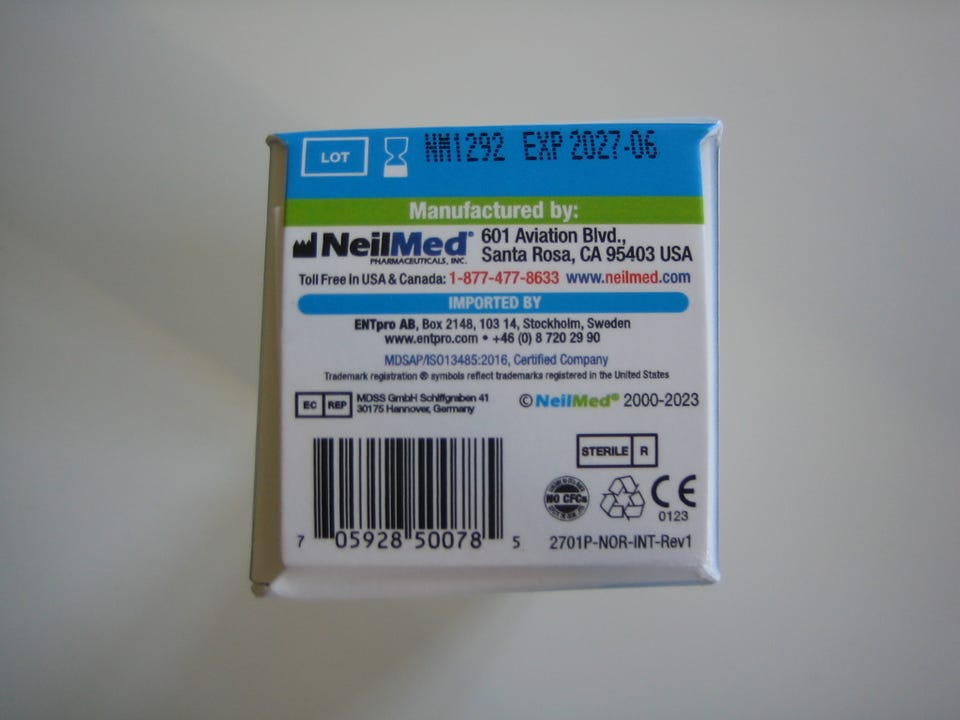 LOT NM1292 EXP 2027-06
Manufactured by:
NeilMed®
PHARMACEUTICALS, INC.
601 Aviation Blvd.,
Santa Rosa, CA 95403 USA
Toll Free in USA & Canada: 1-877-477-8633 www.neilmed.com
IMPORTED BY
ENTpro AB, Box 2148, 103 14, Stockholm, Sweden
www.entpro.com • +46 (0) 8 720 29 90
MDSAP/ISO13485:2016, Certified Company
Trademark registration ® symbols reflect trademarks registered in the United States
EC REP
MDSS GmbH Schiffgraben 41
30175 Hannover, Germany
©NeilMed® 2000-2023
STERILE R
NO CFCs
CE
0123
7 05928 50078 5
2701P-NOR-INT-Rev1